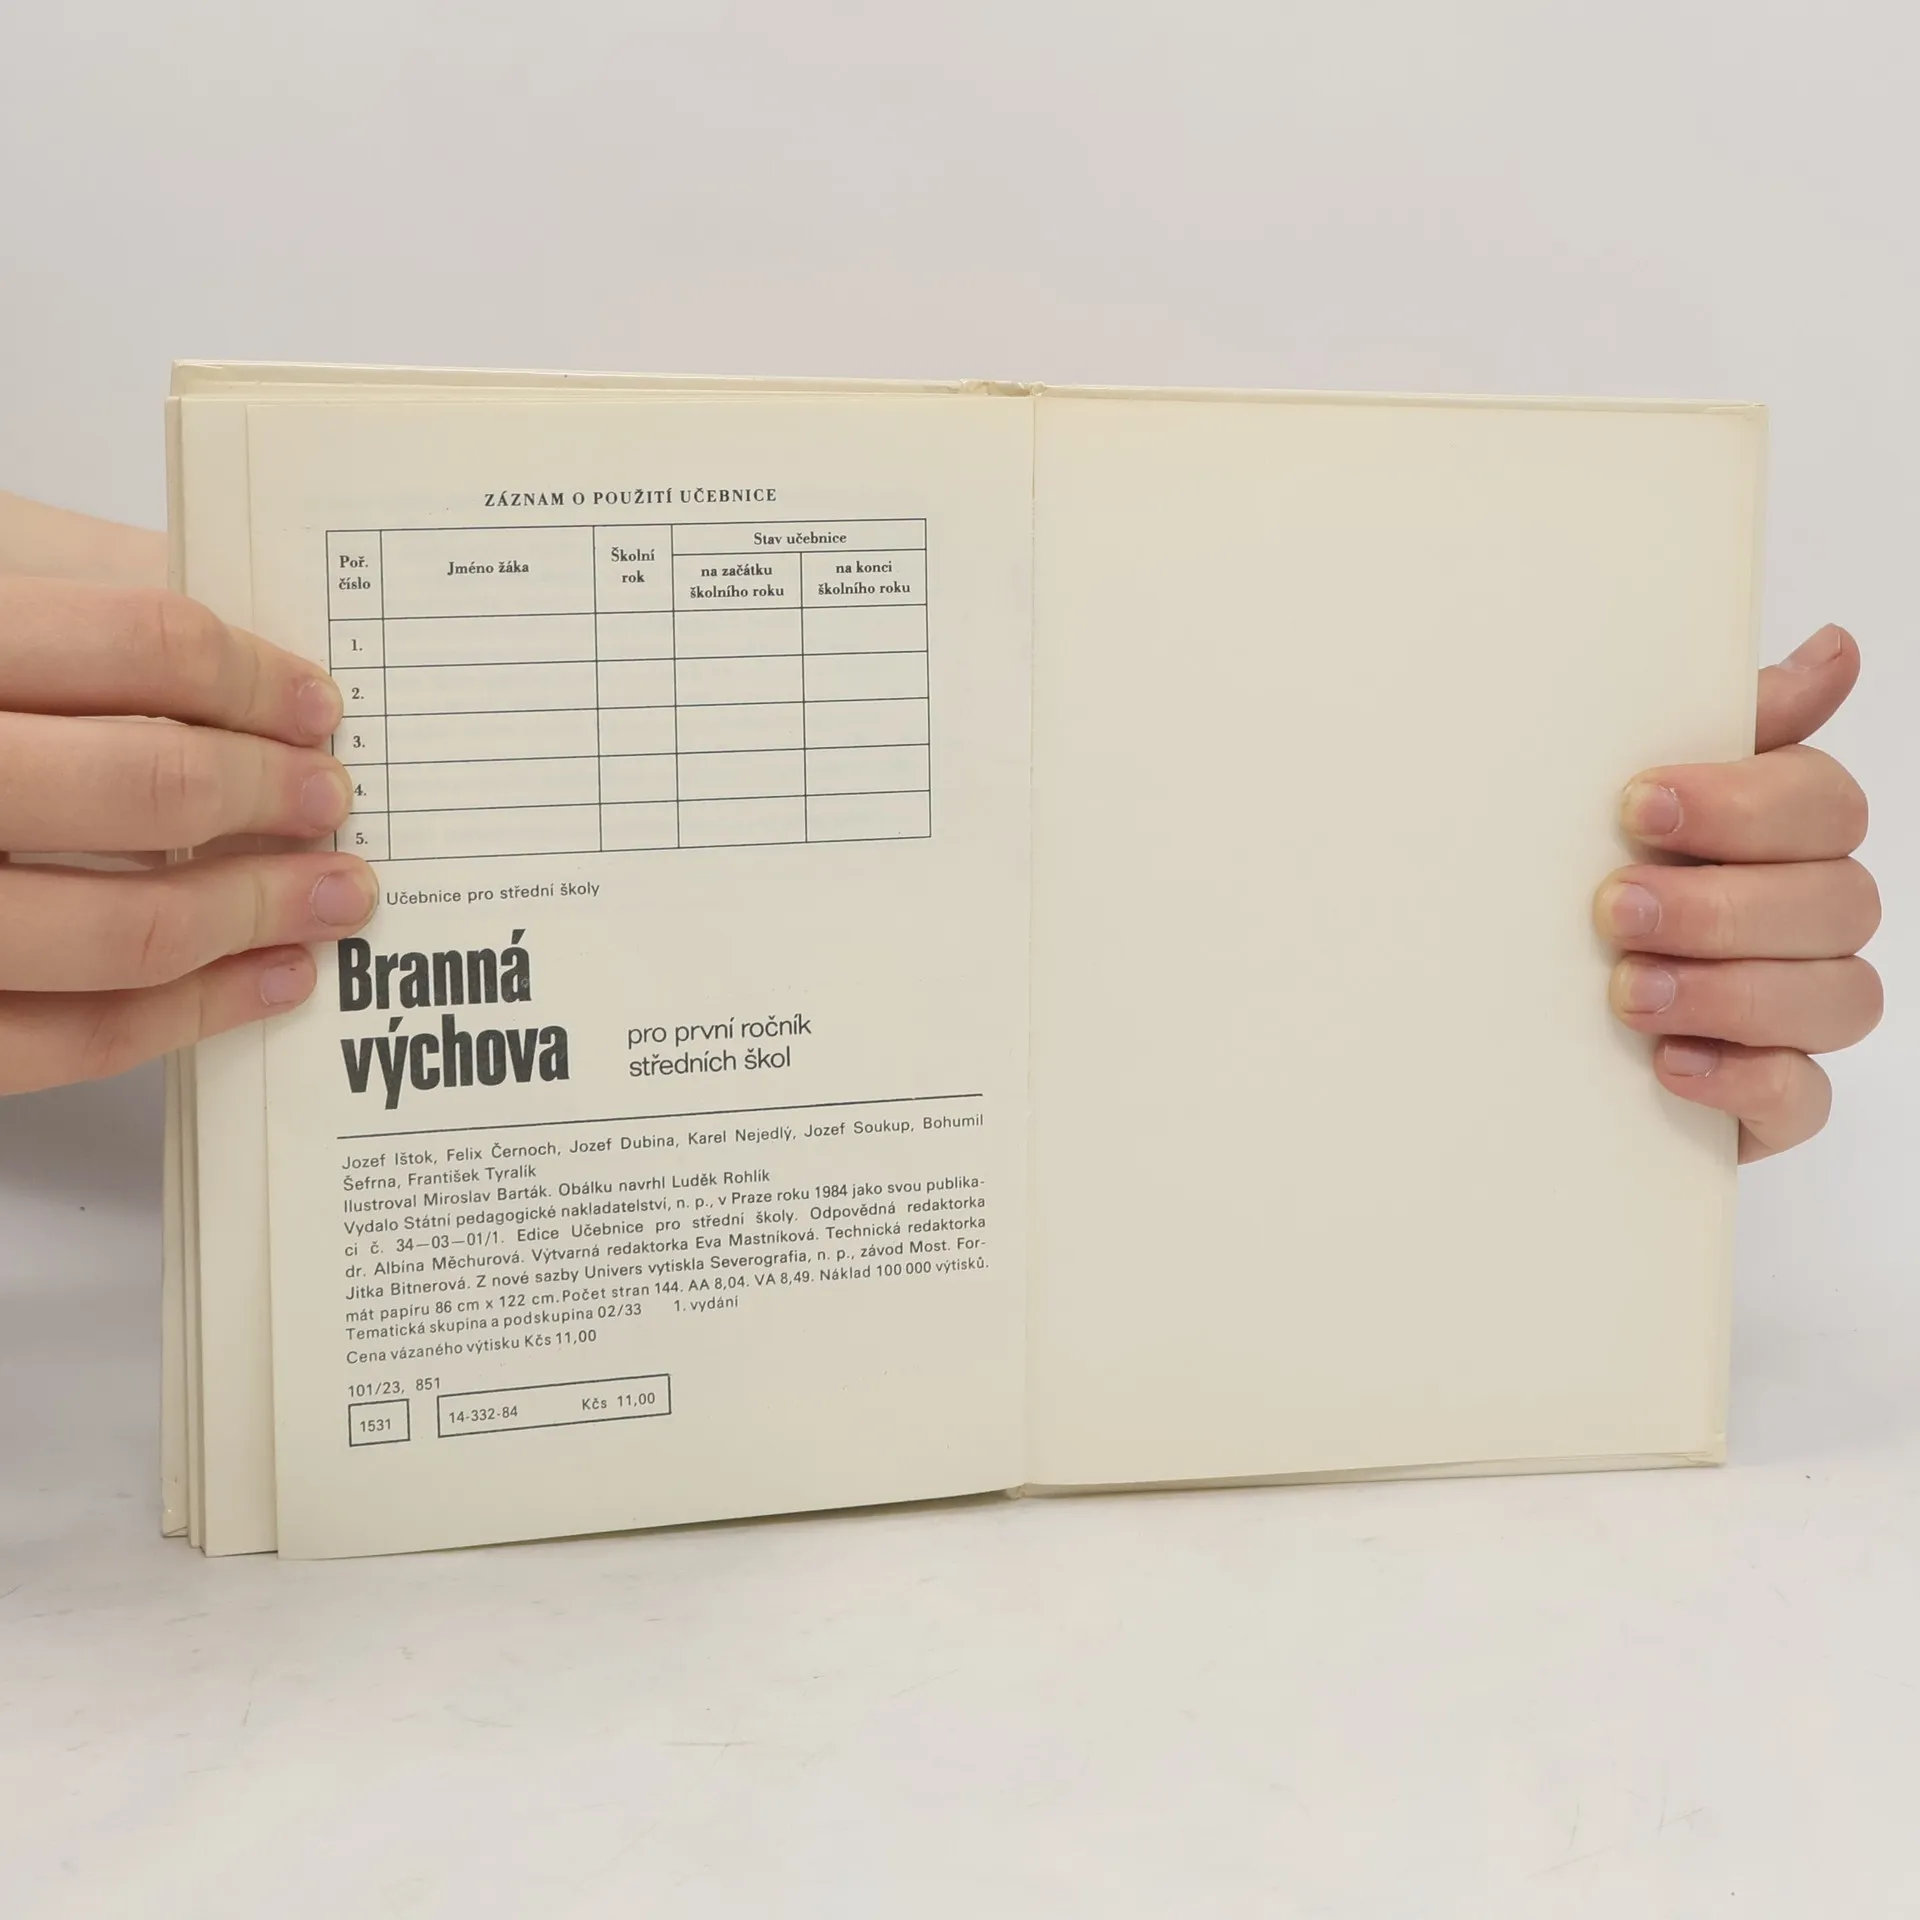 ZÁZNAM O POUŽITÍ UČEBNICE
Poř. číslo
Jméno žáka
Školní rok
Stav učebnice
na začátku školního roku
na konci školního roku
1.
2.
3.
4.
5.
Učebnice pro střední školy
Branná
výchova
pro první ročník
středních škol
Jozef Ištok, Felix Černoch, Jozef Dubina, Karel Nejedlý, Jozef Soukup, Bohumil
Šefrna, František Tyralík
Ilustroval Miroslav Barták. Obálku navrhl Luděk Rohlík
Vydalo Státní pedagogické nakladatelství, n. p., v Praze roku 1984 jako svou publika-
ci č. 34—03—01/1. Edice Učebnice pro střední školy. Odpovědná redaktorka
dr. Albína Měchurová. Výtvarná redaktorka Eva Mastníková. Technická redaktorka
Jitka Bitnerová. Z nové sazby Univers vytiskla Severografia, n. p., závod Most. For-
mát papíru 86 cm x 122 cm. Počet stran 144. AA 8,04. VA 8,49. Náklad 100 000 výtisků.
Tematická skupina a podskupina 02/33 1. vydání
Cena vázaného výtisku Kčs 11,00
101/23, 851
1531
14-332-84 Kčs 11,00